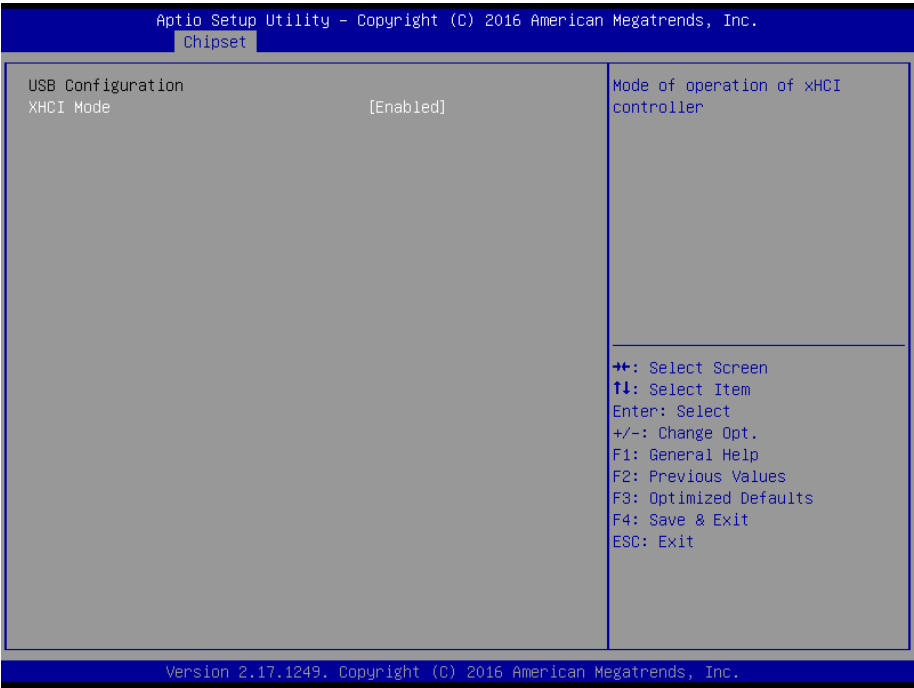 Aptio Setup Utility – Copyright (C) 2016 American Megatrends, Inc.
Chipset
USB Configuration
XHCI Mode [Enabled]
Mode of operation of xHCI
controller
→←: Select Screen
↑↓: Select Item
Enter: Select
+/-: Change Opt.
F1: General Help
F2: Previous Values
F3: Optimized Defaults
F4: Save & Exit
ESC: Exit
Version 2.17.1249. Copyright (C) 2016 American Megatrends, Inc.